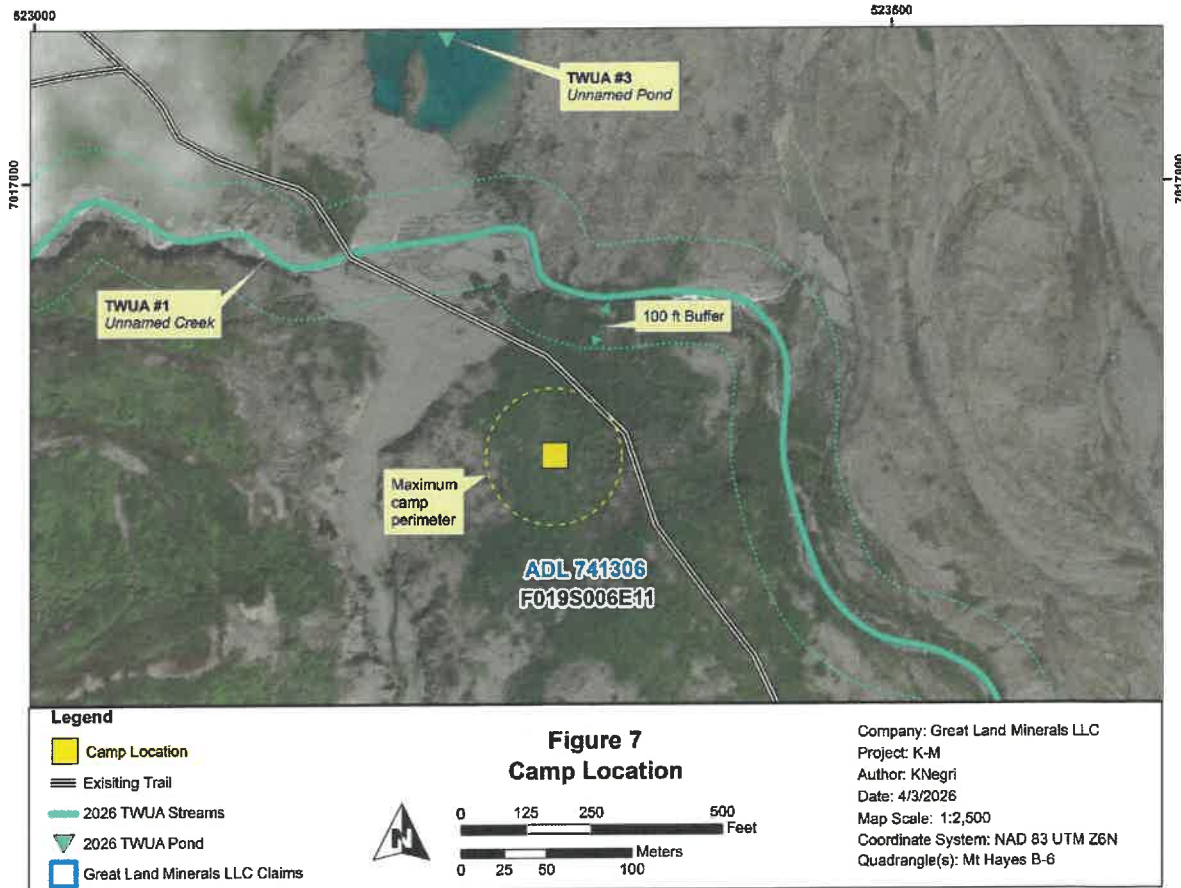 523000
523600
7017800
7017800
TWUA #3
Unnamed Pond
TWUA #1
Unnamed Creek
100 ft Buffer
Maximum
camp
perimeter
ADL 741306
F019S006E11
Legend
Camp Location
Exisiting Trail
2026 TWUA Streams
2026 TWUA Pond
Great Land Minerals LLC Claims
Figure 7
Camp Location
N
0 125 250 500
Feet
Meters
0 25 50 100
Company: Great Land Minerals LLC
Project: K-M
Author: KNegri
Date: 4/3/2026
Map Scale: 1:2,500
Coordinate System: NAD 83 UTM Z6N
Quadrangle(s): Mt Hayes B-6